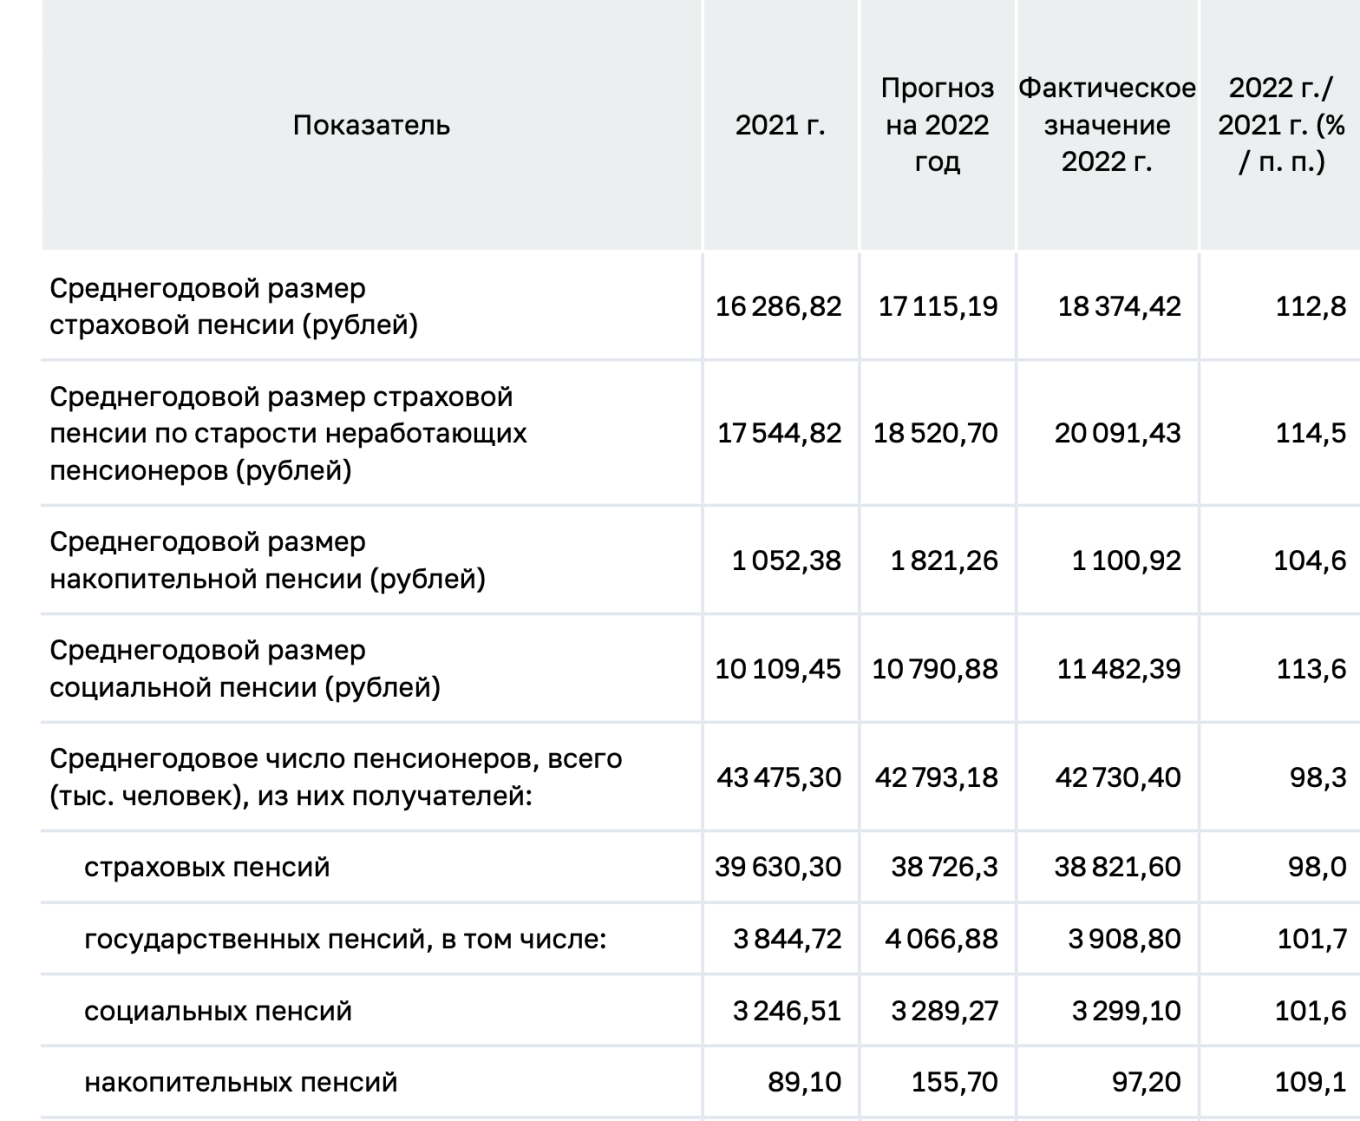 Показатель
2021 г.
Прогноз
на 2022
год
Фактическое
значение
2022 г.
2022 г./
2021 г. (%
/ п. п.)
Среднегодовой размер
страховой пенсии (рублей)
16 286,82 17 115,19 18 374,42 112,8
Среднегодовой размер страховой
пенсии по старости неработающих
пенсионеров (рублей)
17 544,82 18 520,70 20 091,43 114,5
Среднегодовой размер
накопительной пенсии (рублей)
1 052,38 1 821,26 1 100,92 104,6
Среднегодовой размер
социальной пенсии (рублей)
10 109,45 10 790,88 11 482,39 113,6
Среднегодовое число пенсионеров, всего
(тыс. человек), из них получателей:
43 475,30 42 793,18 42 730,40 98,3
страховых пенсий 39 630,30 38 726,3 38 821,60 98,0
государственных пенсий, в том числе: 3 844,72 4 066,88 3 908,80 101,7
социальных пенсий 3 246,51 3 289,27 3 299,10 101,6
накопительных пенсий 89,10 155,70 97,20 109,1